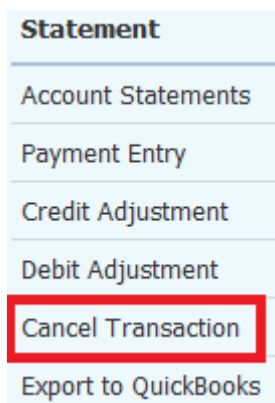 Statement
Account Statements
Payment Entry
Credit Adjustment
Debit Adjustment
Cancel Transaction
Export to QuickBooks